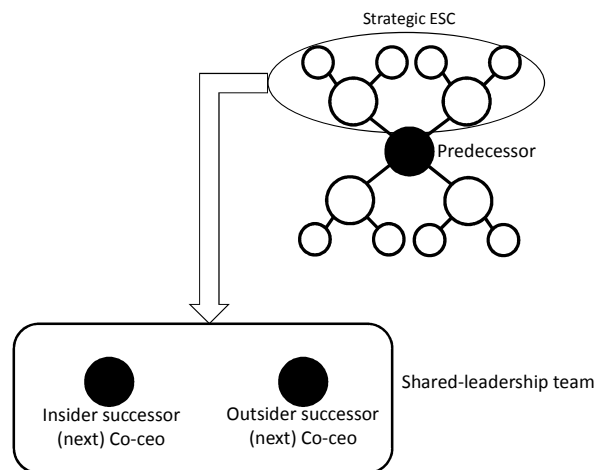 Strategic ESC
Predecessor
Shared-leadership team
Insider successor
(next) Co-ceo
Outsider successor
(next) Co-ceo